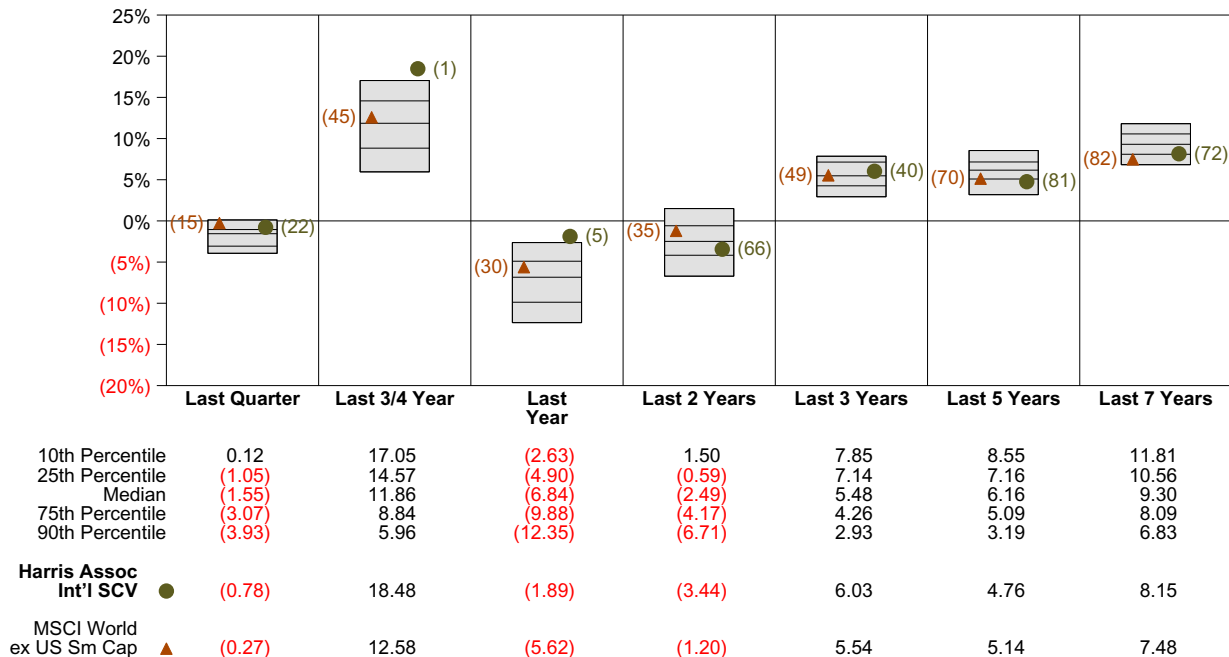 25%
20%
15%
10%
5%
0%
(5%)
(10%)
(15%)
(20%)
(15) (22)
(45) (1)
(30) (5)
(35) (66)
(49) (40)
(70) (81)
(82) (72)
Last Quarter Last 3/4 Year Last Year Last 2 Years Last 3 Years Last 5 Years Last 7 Years
10th Percentile 0.12 17.05 (2.63) 1.50 7.85 8.55 11.81
25th Percentile (1.05) 14.57 (4.90) (0.59) 7.14 7.16 10.56
Median (1.55) 11.86 (6.84) (2.49) 5.48 6.16 9.30
75th Percentile (3.07) 8.84 (9.88) (4.17) 4.26 5.09 8.09
90th Percentile (3.93) 5.96 (12.35) (6.71) 2.93 3.19 6.83
Harris Assoc
Int'l SCV (0.78) 18.48 (1.89) (3.44) 6.03 4.76 8.15
MSCI World
ex US Sm Cap (0.27) 12.58 (5.62) (1.20) 5.54 5.14 7.48